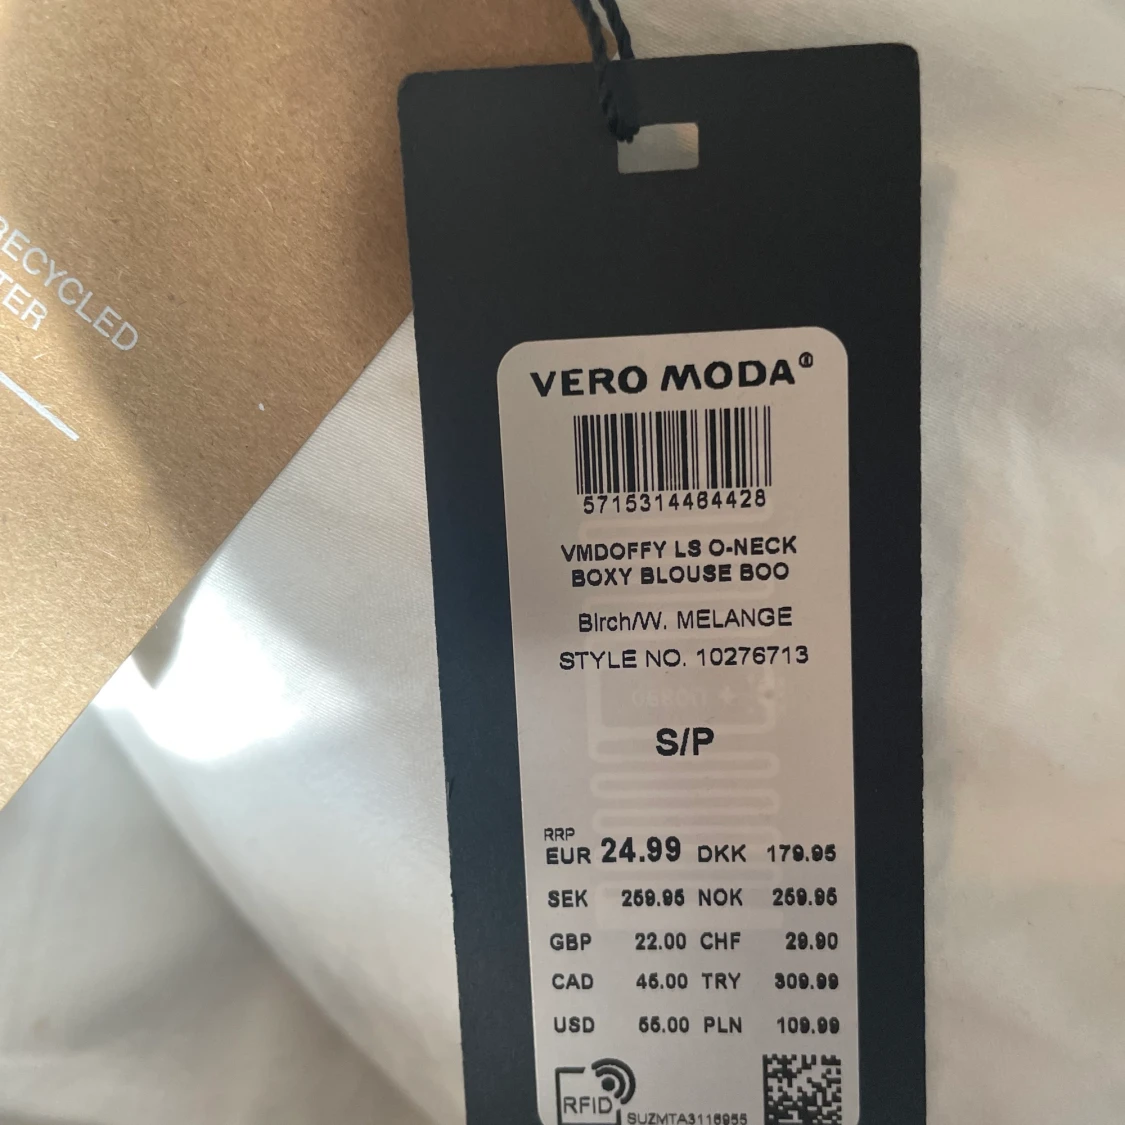 RECYCLED
TER
VERO MODA®
5715314464428
VMDOFFY LS O-NECK
BOXY BLOUSE BOO
Birch/W. MELANGE
STYLE NO. 10276713
S/P
RRP
EUR 24.99 DKK 179.95
SEK 259.95 NOK 259.95
GBP 22.00 CHF 29.90
CAD 45.00 TRY 309.99
USD 55.00 PLN 109.99
RFID
SUZMTA3116955